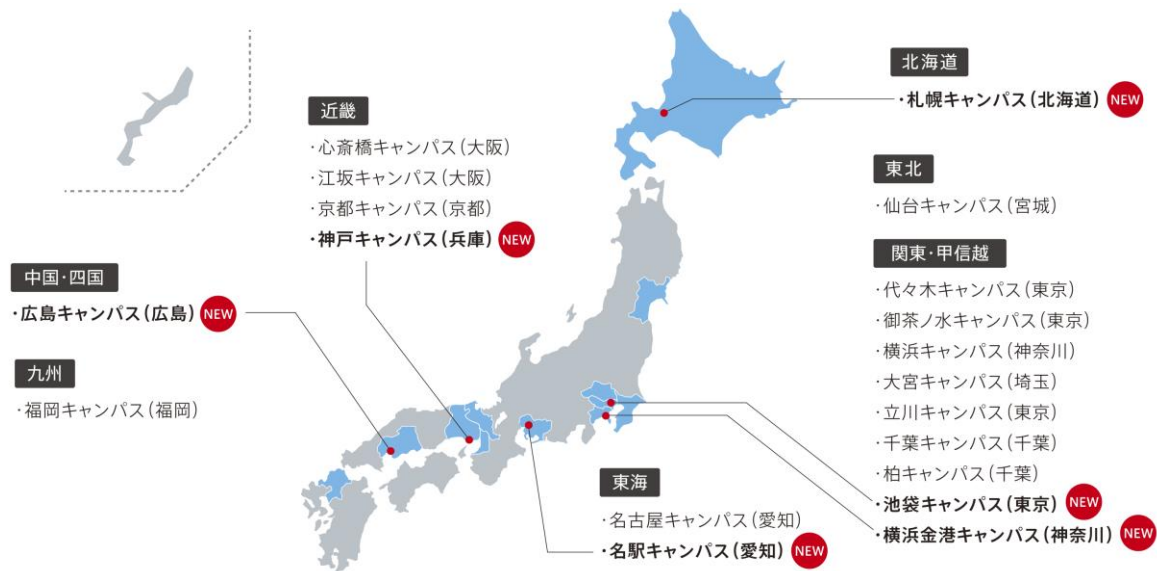 北海道
・札幌キャンパス(北海道) NEW
近畿
・心斎橋キャンパス(大阪)
・江坂キャンパス(大阪)
・京都キャンパス(京都)
・神戸キャンパス(兵庫) NEW
東北
・仙台キャンパス(宮城)
中国・四国
・広島キャンパス(広島) NEW
九州
・福岡キャンパス(福岡)
関東・甲信越
・代々木キャンパス(東京)
・御茶ノ水キャンパス(東京)
・横浜キャンパス(神奈川)
・大宮キャンパス(埼玉)
・立川キャンパス(東京)
・千葉キャンパス(千葉)
・柏キャンパス(千葉)
・池袋キャンパス(東京) NEW
・横浜金港キャンパス(神奈川) NEW
東海
・名古屋キャンパス(愛知)
・名駅キャンパス(愛知) NEW